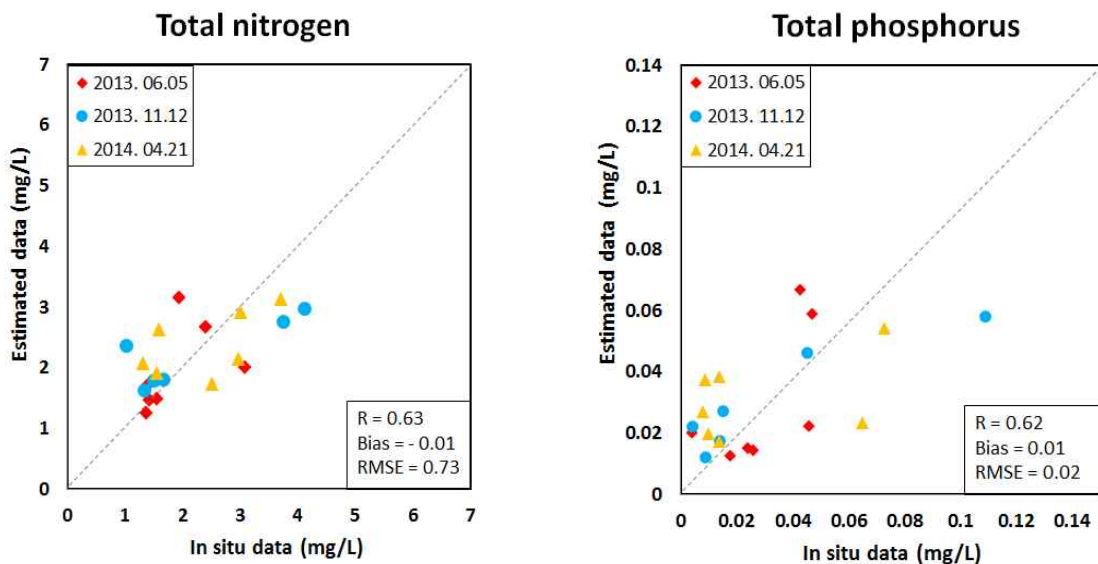 Total nitrogen
7
6
5
4
3
2
1
0
Estimated data (mg/L)
2013. 06.05
2013. 11.12
2014. 04.21
R = 0.63
Bias = - 0.01
RMSE = 0.73
0 1 2 3 4 5 6 7
In situ data (mg/L)
Total phosphorus
0.14
0.12
0.1
0.08
0.06
0.04
0.02
0
Estimated data (mg/L)
2013. 06.05
2013. 11.12
2014. 04.21
R = 0.62
Bias = 0.01
RMSE = 0.02
0 0.02 0.04 0.06 0.08 0.1 0.12 0.14
In situ data (mg/L)